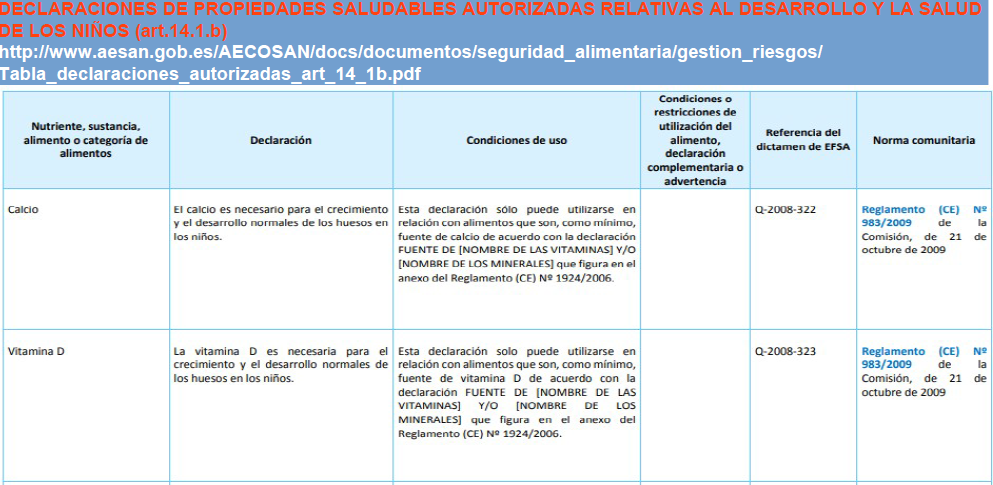 DECLARACIONES DE PROPIEDADES SALUDABLES AUTORIZADAS RELATIVAS AL DESARROLLO Y LA SALUD
DE LOS NIÑOS (art.14.1.b)
http://www.aesan.gob.es/AECOSAN/docs/documentos/seguridad_alimentaria/gestion_riesgos/
Tabla_declaraciones_autorizadas_art_14_1b.pdf
Nutriente, sustancia,
alimento o categoría de
alimentos
Declaración
Condiciones de uso
Condiciones o
restricciones de
utilización del
alimento,
declaración
complementaria o
advertencia
Referencia del
dictamen de EFSA
Norma comunitaria
Calcio
El calcio es necesario para el crecimiento
y el desarrollo normales de los huesos en
los niños.
Esta declaración sólo puede utilizarse en
relación con alimentos que son, como mínimo,
fuente de calcio de acuerdo con la declaración
FUENTE DE [NOMBRE DE LAS VITAMINAS] Y/O
[NOMBRE DE LOS MINERALES] que figura en el
anexo del Reglamento (CE) Nº 1924/2006.
Q-2008-322
Reglamento (CE) Nº
983/2009 de la
Comisión, de 21 de
octubre de 2009
Vitamina D
La vitamina D es necesaria para el
crecimiento y el desarrollo normales de
los huesos en los niños.
Esta declaración solo puede utilizarse en
relación con alimentos que son, como mínimo,
fuente de vitamina D de acuerdo con la
declaración FUENTE DE [NOMBRE DE LAS
VITAMINAS] Y/O [NOMBRE DE LOS
MINERALES] que figura en el anexo del
Reglamento (CE) Nº 1924/2006.
Q-2008-323
Reglamento (CE) Nº
983/2009 de la
Comisión, de 21 de
octubre de 2009